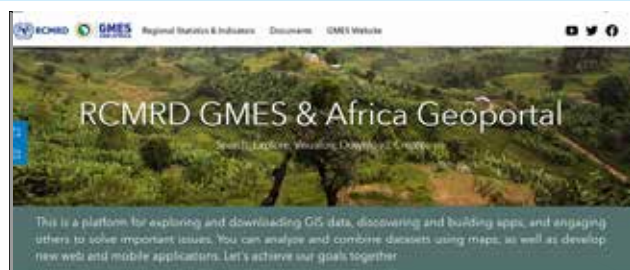 RCMRD GMES Regional Statistics & Indicators Documents GMES Website
RCMRD GMES & Africa Geoportal
Search, Explore, Visualize, Download,
This is a platform for exploring and downloading GIS data, discovering and building apps, and engaging
others to solve important issues. You can analyze and combine datasets using maps, as well as develop
new web and mobile applications. Let's achieve our goals together